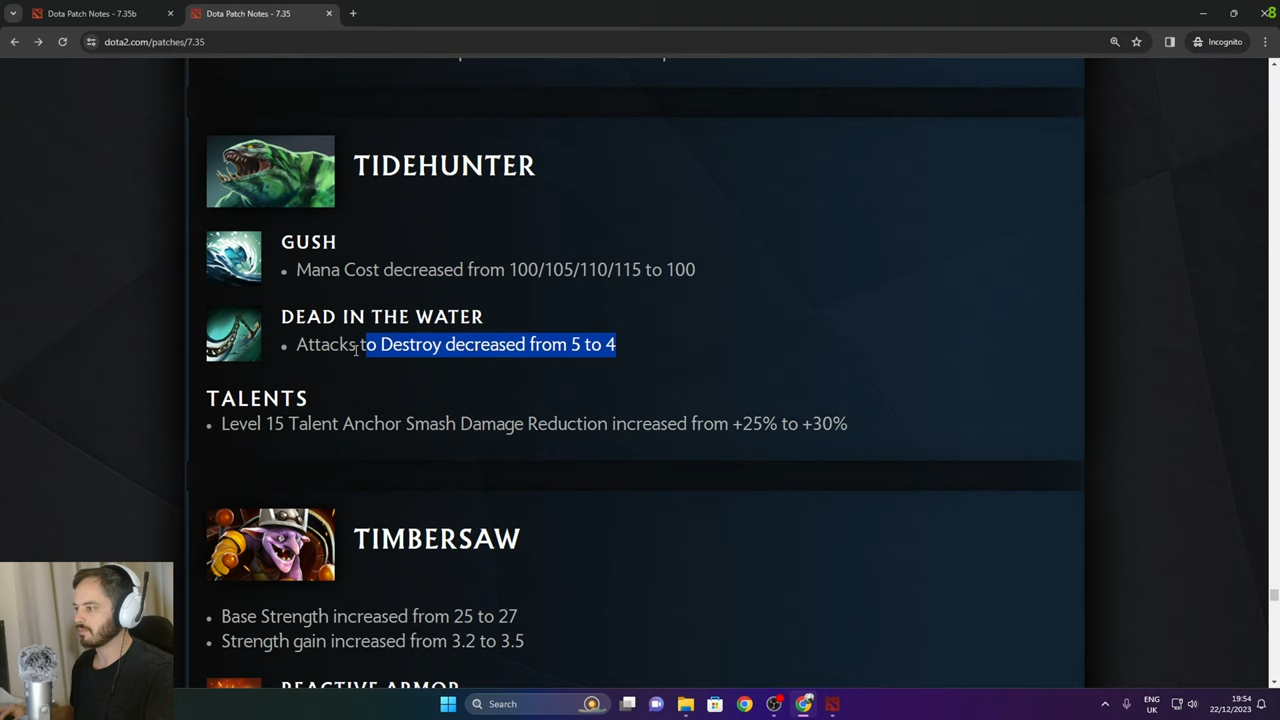 Dota Patch Notes - 7.35b
Dota Patch Notes - 7.35
8
dota2.com/patches/7.35
Incognito
TIDEHUNTER
GUSH
• Mana Cost decreased from 100/105/110/115 to 100
DEAD IN THE WATER
• Attacks to Destroy decreased from 5 to 4
TALENTS
• Level 15 Talent Anchor Smash Damage Reduction increased from +25% to +30%
TIMBERSAW
• Base Strength increased from 25 to 27
• Strength gain increased from 3.2 to 3.5
REACTIVE ARMOR
Search
ENG
UK
19:54
22/12/2023